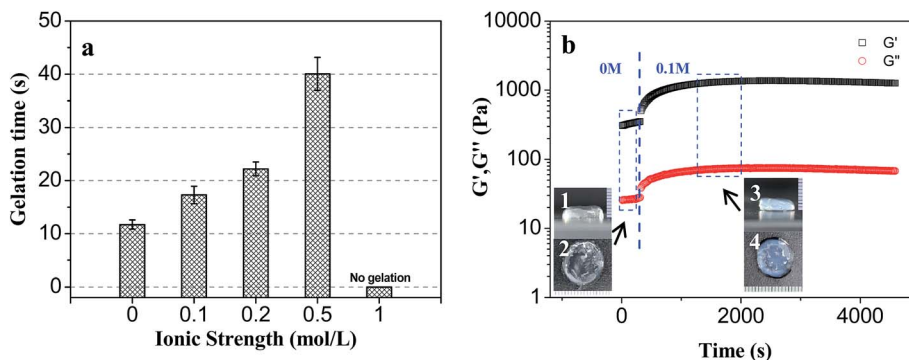 a
Gelation time (s)
50
40
30
20
10
0
No gelation
0 0.1 0.2 0.5 1
Ionic Strength (mol/L)
b
G',G'' (Pa)
10000
1000
100
10
1
0M 0.1M
G'
G''
1
2
3
4
0 2000 4000
Time (s)